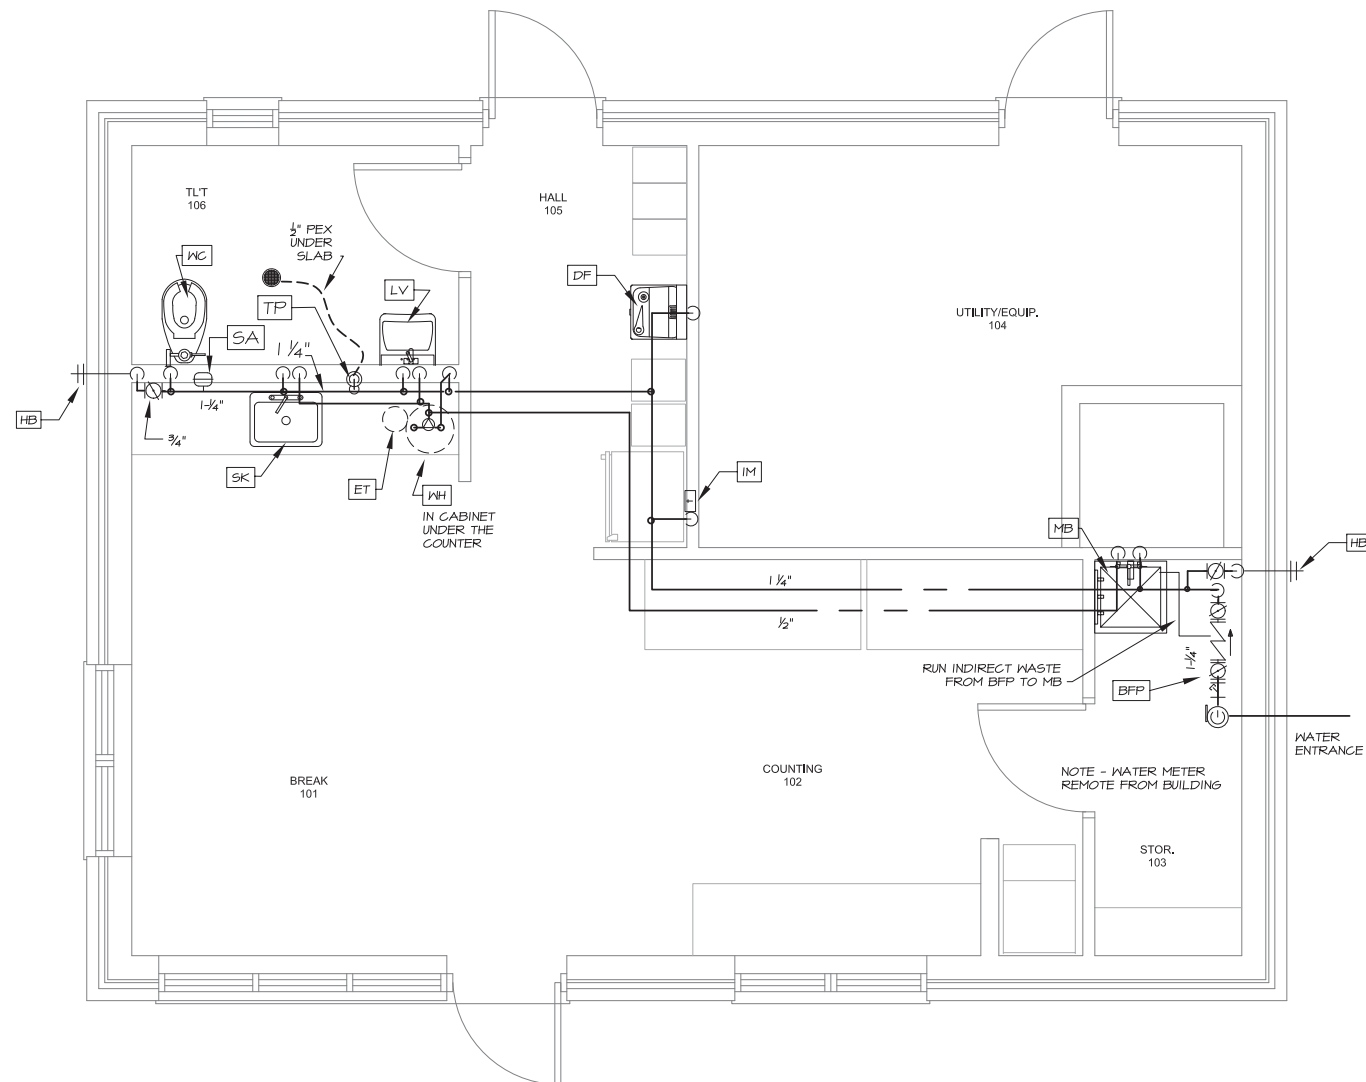 TL'T
106
HALL
105
½" PEX
UNDER
SLAB
WC
DF
LV
TP
UTILITY/EQUIP.
104
SA
1 ¼"
HB
1-¼"
¾"
SK
ET
WH
IN CABINET
UNDER THE
COUNTER
IM
MB
HB
1 ¼"
½"
RUN INDIRECT WASTE
FROM BFP TO MB
1-¼"
BFP
WATER
ENTRANCE
BREAK
101
COUNTING
102
NOTE - WATER METER
REMOTE FROM BUILDING
STOR.
103